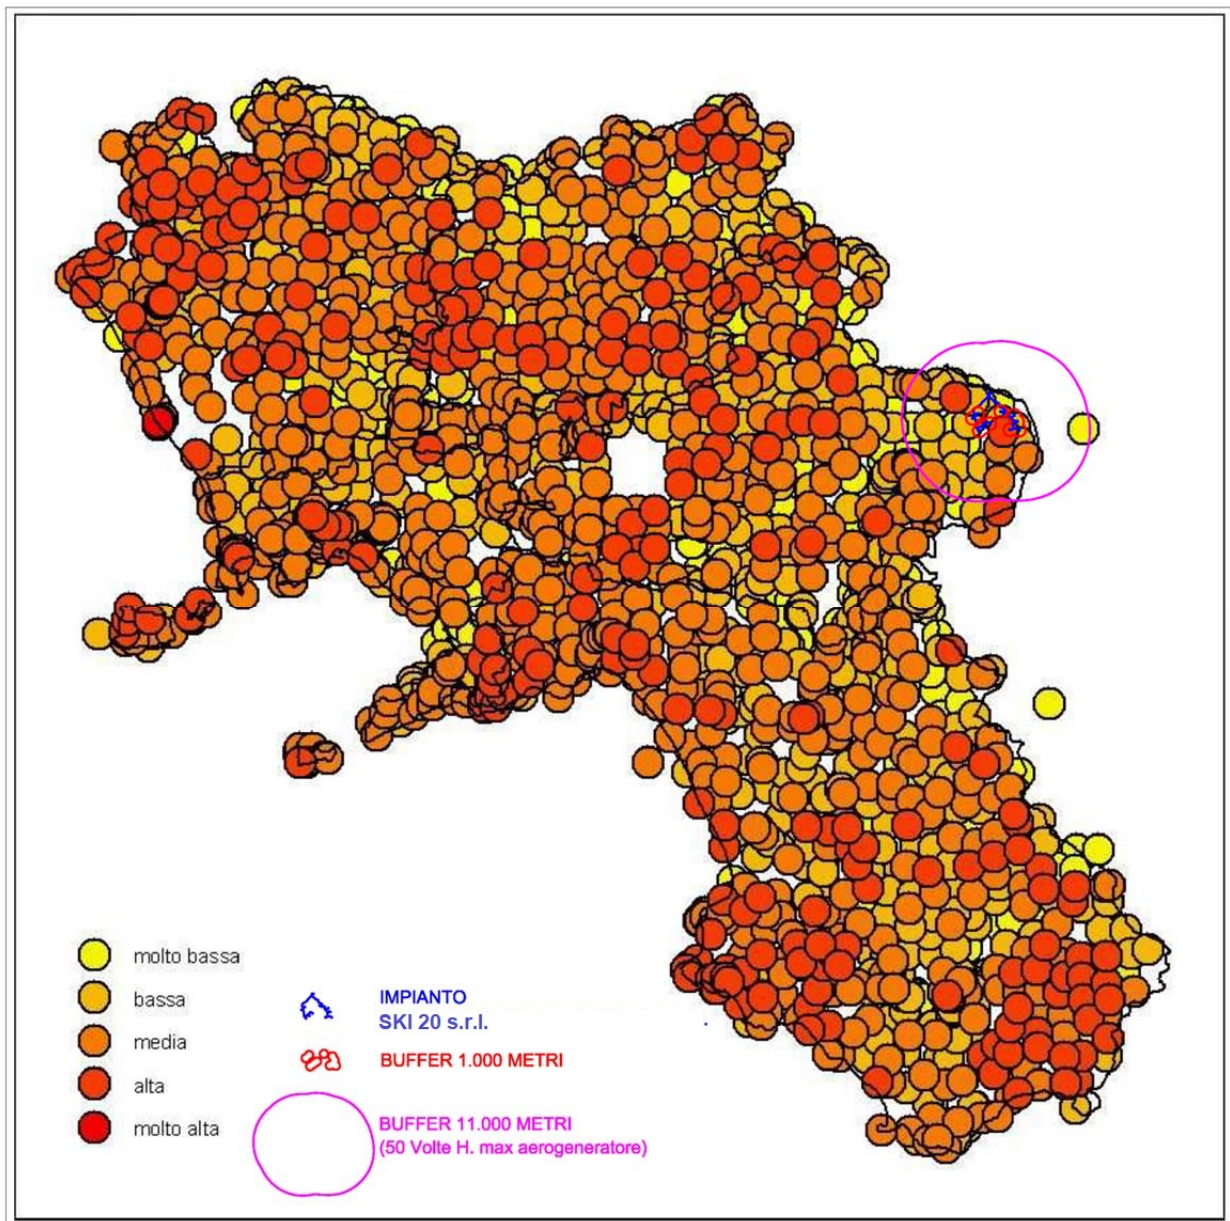 molto bassa
bassa
media
alta
molto alta
IMPIANTO
SKI 20 s.r.l.
BUFFER 1.000 METRI
BUFFER 11.000 METRI
(50 Volte H. max aerogeneratore)